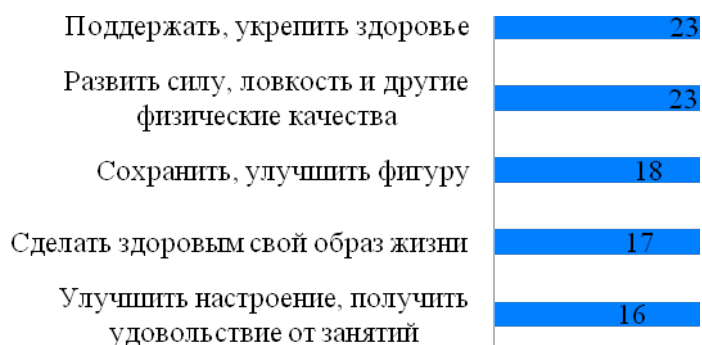 Поддержать, укрепить здоровье
23
Развить силу, ловкость и другие
физические качества
23
Сохранить, улучшить фигуру
18
Сделать здоровым свой образ жизни
17
Улучшить настроение, получить
удовольствие от занятий
16